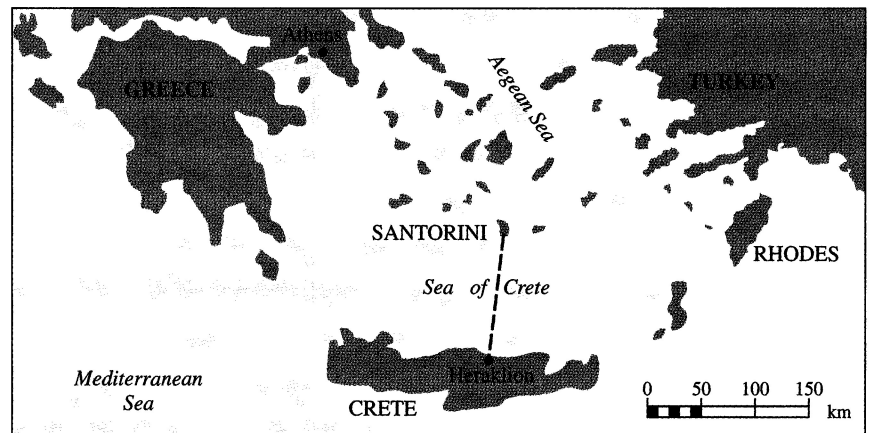 Athens
GREECE
Aegean Sea
TURKEY
SANTORINI
RHODES
Sea of Crete
Heraklion
Mediterranean
Sea
CRETE
0 50 100 150
km